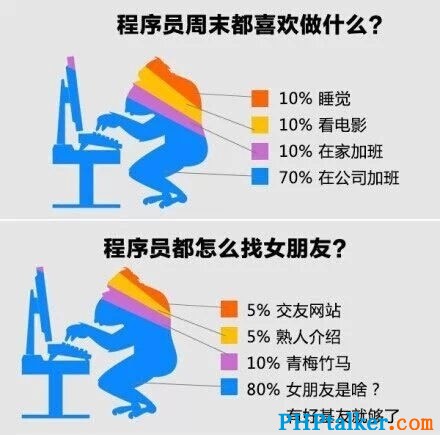 程序员周末都喜欢做什么?
10% 睡觉
10% 看电影
10% 在家加班
70% 在公司加班
程序员都怎么找女朋友?
5% 交友网站
5% 熟人介绍
10% 青梅竹马
80% 女朋友是啥?
有好基友就够了
PHPtalker.com